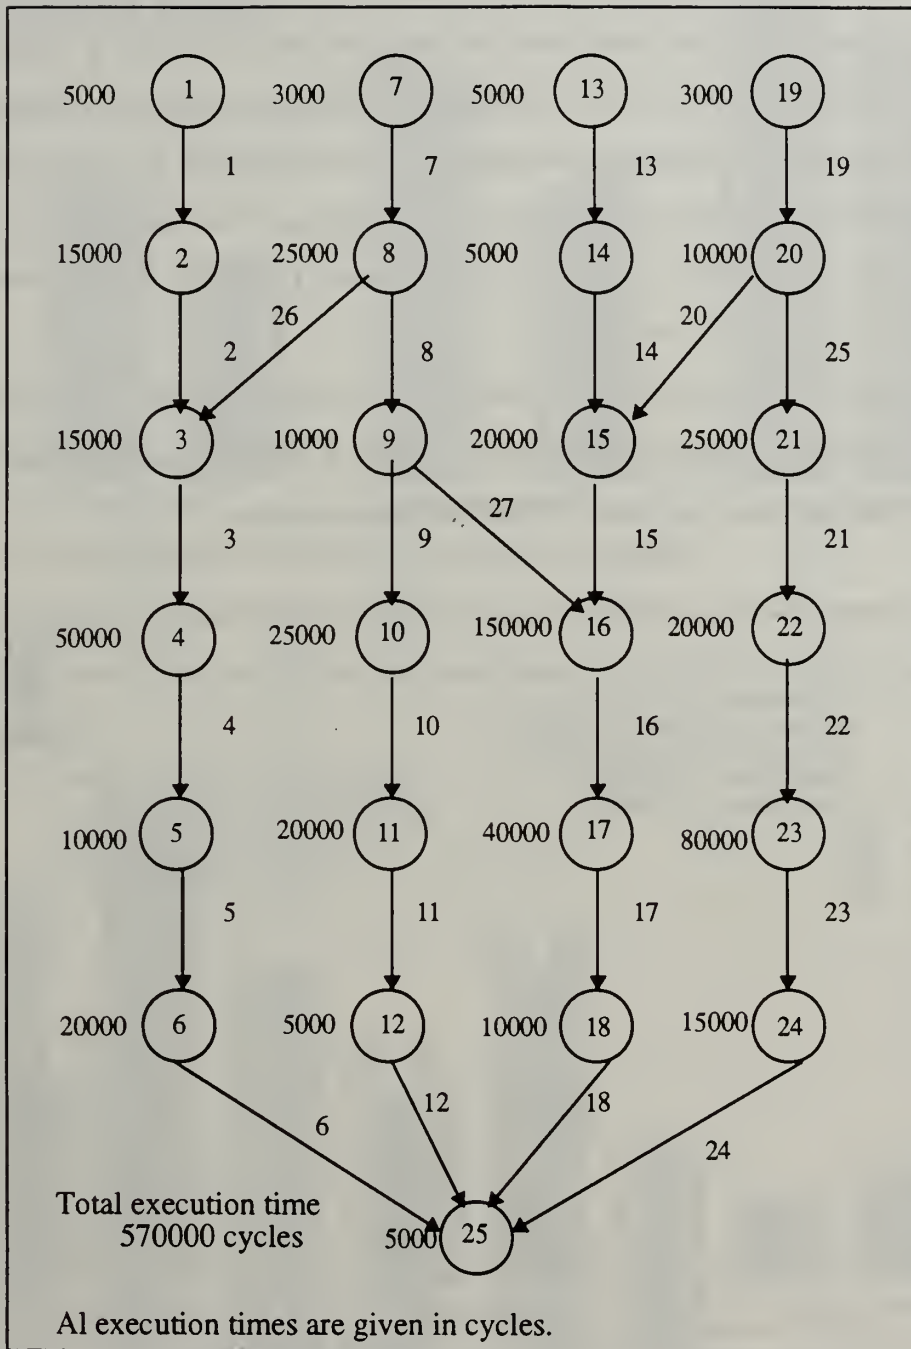 5000 1 3000 7 5000 13 3000 19
1 7 13 19
15000 2 25000 8 5000 14 10000 20
26 20
2 8 14 25
15000 3 10000 9 20000 15 25000 21
27
3 9 15 21
50000 4 25000 10 150000 16 20000 22
4 10 16 22
10000 5 20000 11 40000 17 80000 23
5 11 17 23
20000 6 5000 12 10000 18 15000 24
12 18
6
24
Total execution time
570000 cycles
5000 25
Al execution times are given in cycles.